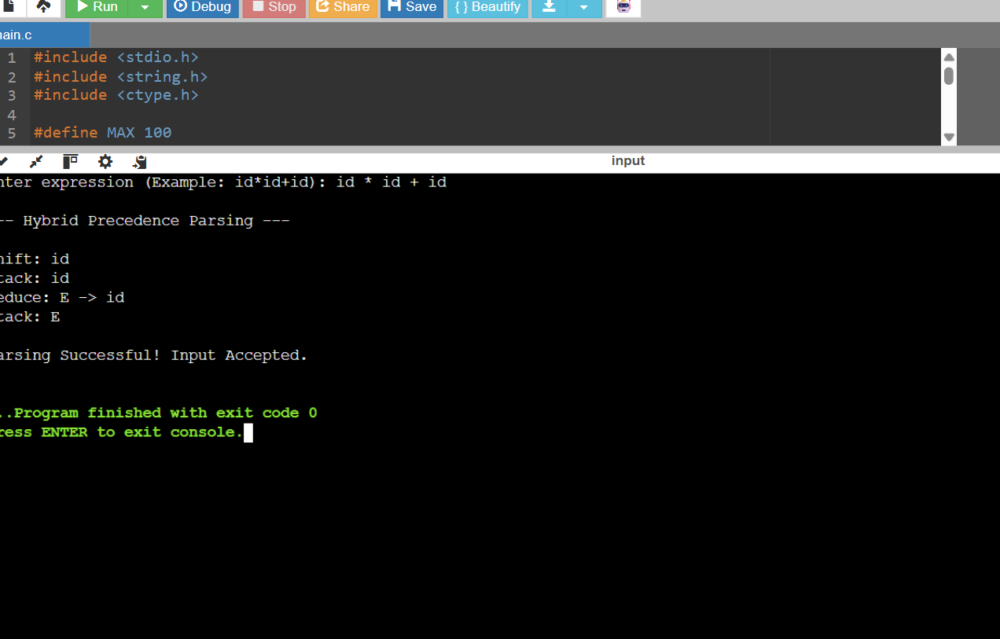 Run Debug Stop Share Save { } Beautify
main.c
1 #include <stdio.h>
2 #include <string.h>
3 #include <ctype.h>
4
5 #define MAX 100
input
nter expression (Example: id*id+id): id * id + id
-- Hybrid Precedence Parsing ---
hift: id
tack: id
educe: E -> id
tack: E
arsing Successful! Input Accepted.
..Program finished with exit code 0
ress ENTER to exit console.